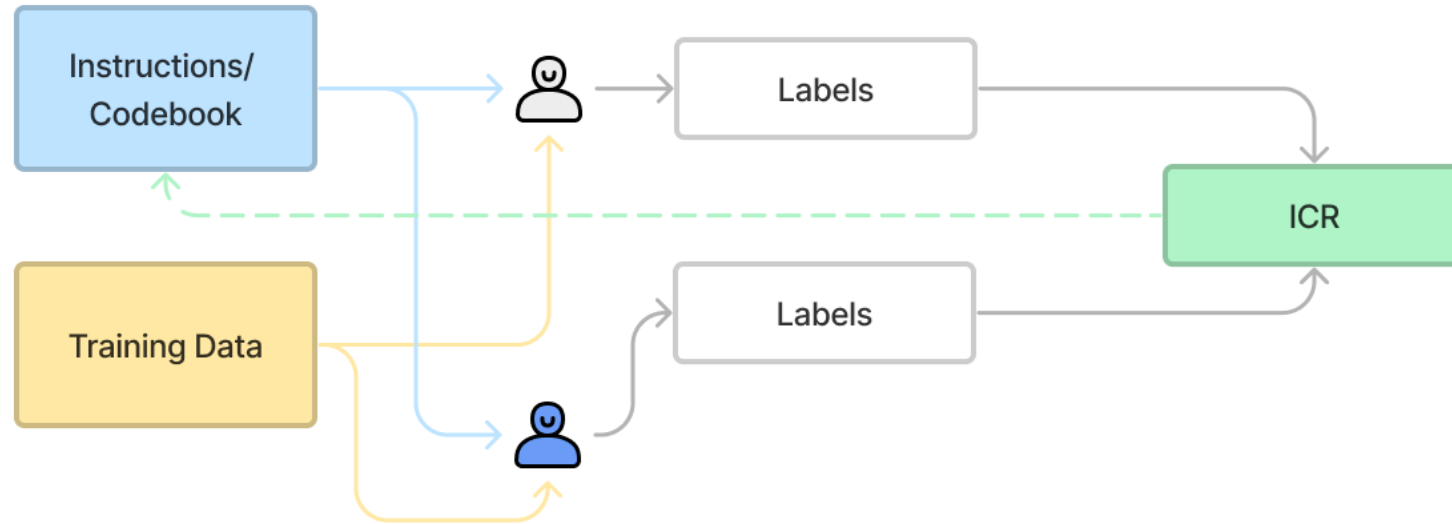 Instructions/
Codebook
Labels
ICR
Training Data
Labels